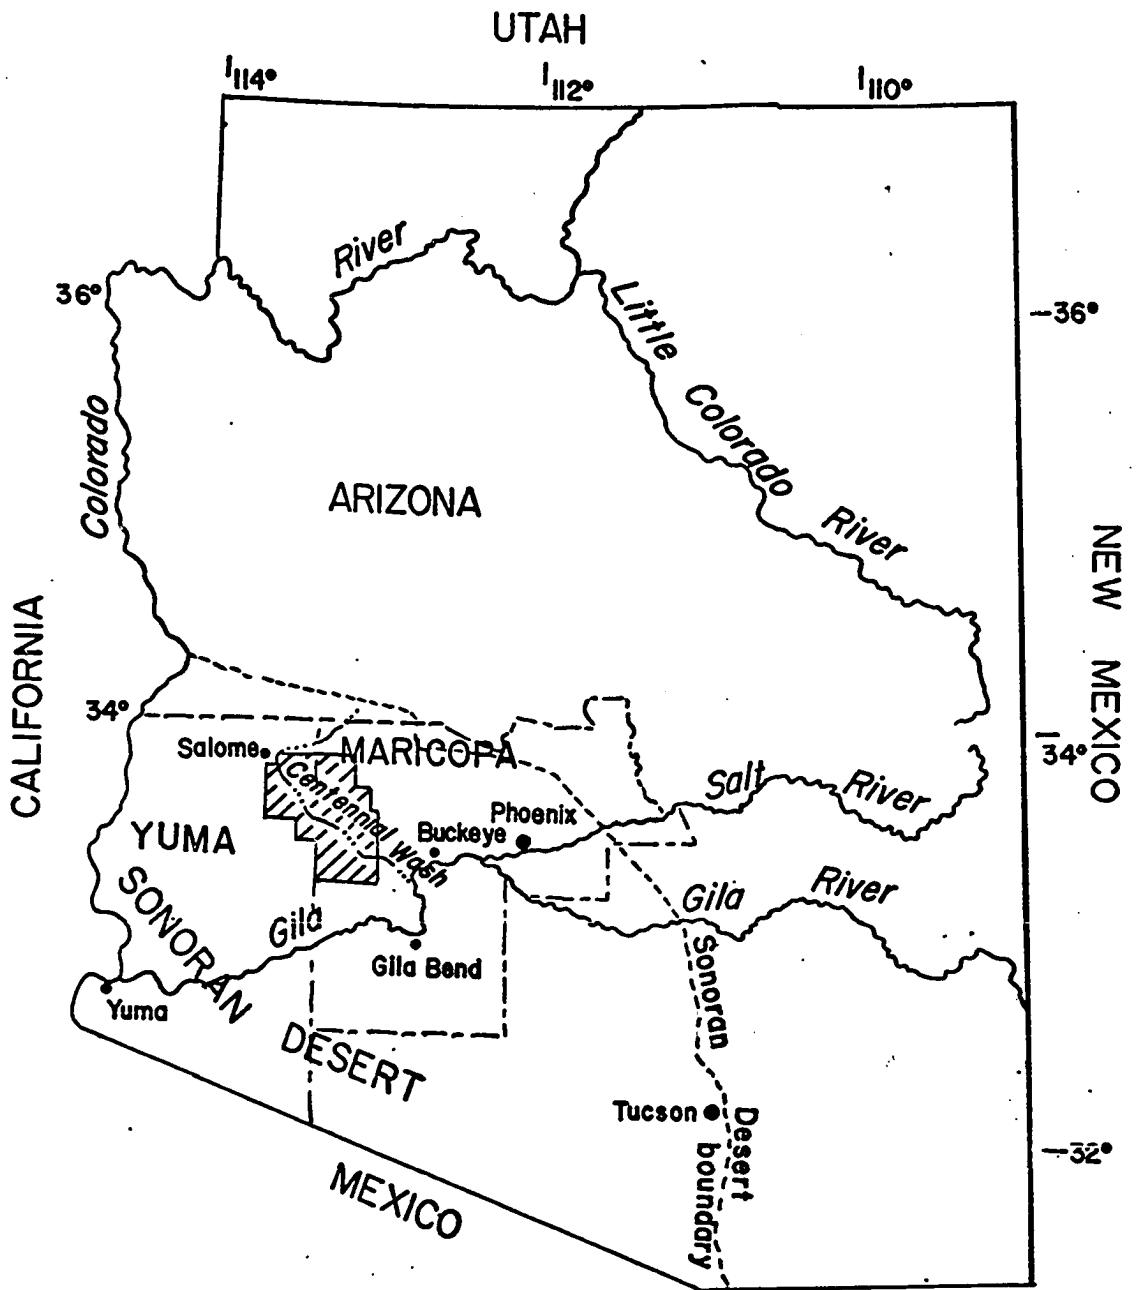 UTAH
114°
112°
110°
River
36°
36°
Little Colorado River
Colorado
ARIZONA
NEW MEXICO
CALIFORNIA
34°
34°
Salome
MARICOPA
Centennial Wash
Salt River
Phoenix
Buckeye
YUMA
Gila River
Gila
Gila Bend
SONORAN DESERT
Yuma
Sonoran Desert boundary
Tucson
32°
MEXICO